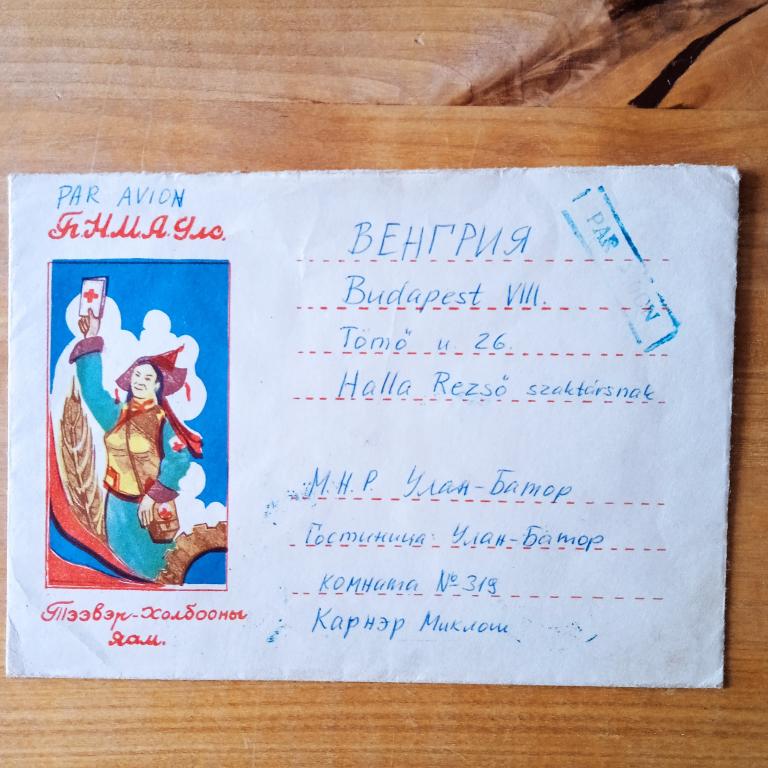 PAR AVION
Б.Н.М.А. Улс.
PAR AVION
ВЕНГРИЯ
Budapest VIII.
Tömő u. 26.
Halla Rezső szaktársnak
М.Н.Р. Улан-Батор
Гостиница Улан-Батор
комната № 319
Карнэр Миклош
Тээвэр-Холбооны
яам.